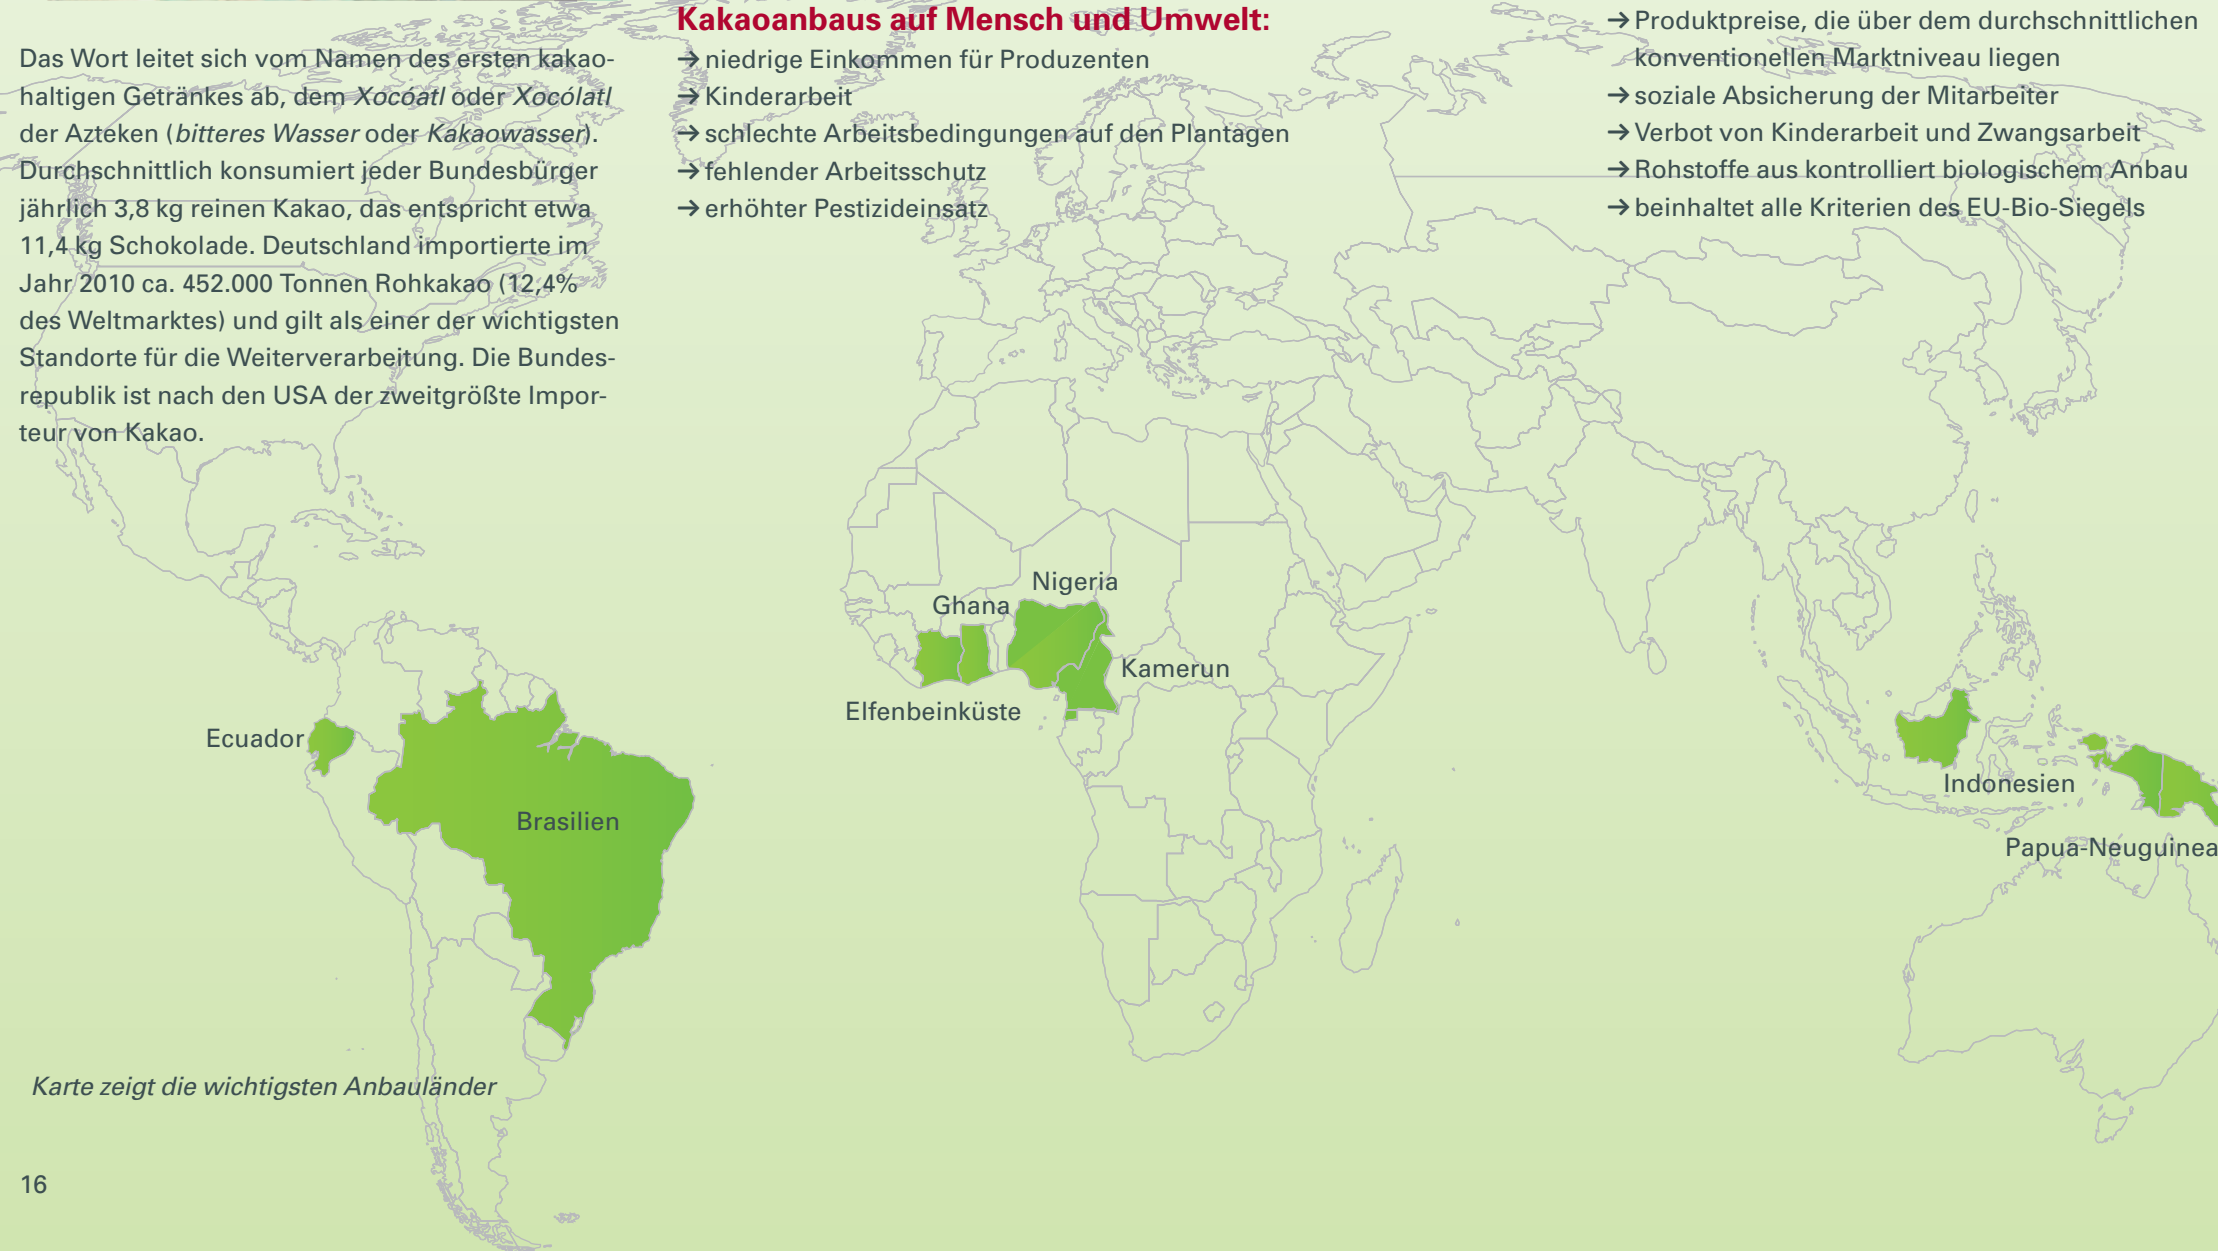 Das Wort leitet sich vom Namen des ersten kakao-
haltigen Getränkes ab, dem Xocóatl oder Xocólatl
der Azteken (bitteres Wasser oder Kakaowasser).
Durchschnittlich konsumiert jeder Bundesbürger
jährlich 3,8 kg reinen Kakao, das entspricht etwa
11,4 kg Schokolade. Deutschland importierte im
Jahr 2010 ca. 452.000 Tonnen Rohkakao (12,4%
des Weltmarktes) und gilt als einer der wichtigsten
Standorte für die Weiterverarbeitung. Die Bundes-
republik ist nach den USA der zweitgrößte Impor-
teur von Kakao.
Kakaoanbaus auf Mensch und Umwelt:
→ niedrige Einkommen für Produzenten
→ Kinderarbeit
→ schlechte Arbeitsbedingungen auf den Plantagen
→ fehlender Arbeitsschutz
→ erhöhter Pestizideinsatz
→ Produktpreise, die über dem durchschnittlichen
konventionellen Marktniveau liegen
→ soziale Absicherung der Mitarbeiter
→ Verbot von Kinderarbeit und Zwangsarbeit
→ Rohstoffe aus kontrolliert biologischem Anbau
→ beinhaltet alle Kriterien des EU-Bio-Siegels
Nigeria
Ghana
Kamerun
Elfenbeinküste
Ecuador
Brasilien
Indonesien
Papua-Neuguinea
Karte zeigt die wichtigsten Anbauländer
16